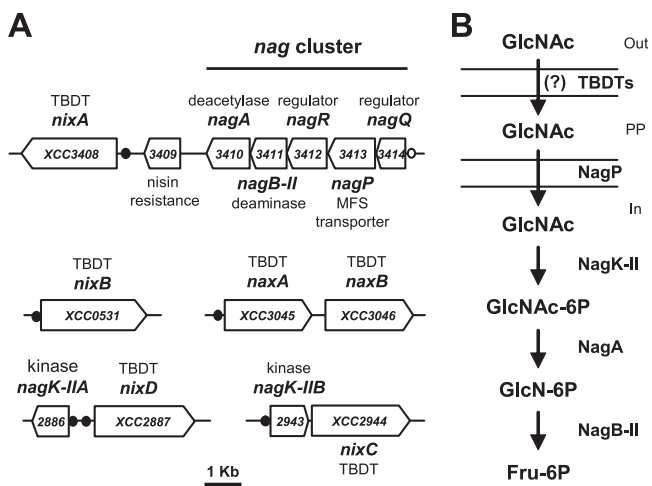 A
nag cluster
TBDT
nixA
deacetylase regulator regulator
nagA nagR nagQ
XCC3408 3409 3410 3411 3412 3413 3414
nisin
resistance
nagB-II nagP
deaminase MFS
transporter
TBDT
nixB
TBDT TBDT
naxA naxB
XCC0531 XCC3045 XCC3046
kinase TBDT
nagK-IIA nixD
kinase
nagK-IIB
2886 XCC2887 2943 XCC2944
nixC
TBDT
1 Kb
B
GlcNAc Out
(?) TBDTs
GlcNAc PP
NagP
GlcNAc In
NagK-II
GlcNAc-6P
NagA
GlcN-6P
NagB-II
Fru-6P